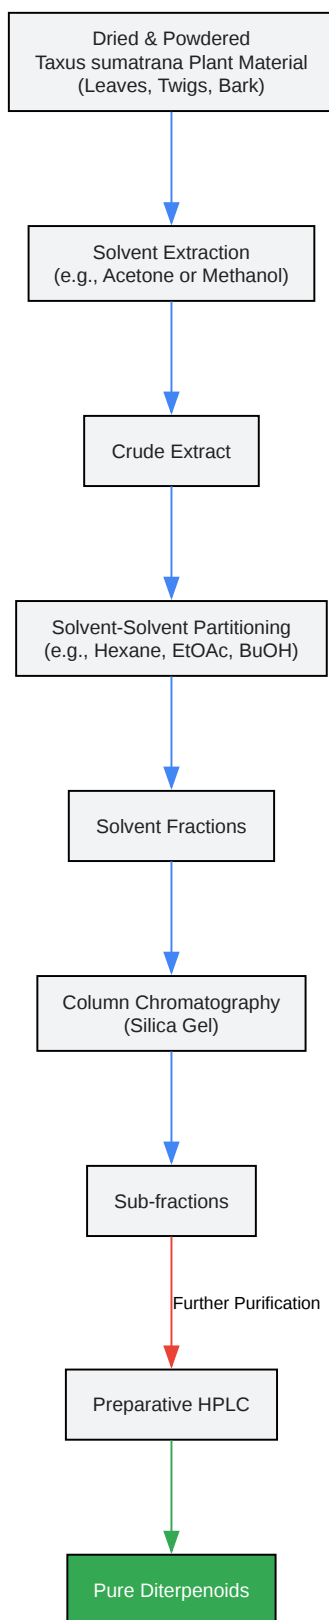 Dried & Powdered
Taxus sumatrana Plant Material
(Leaves, Twigs, Bark)
Solvent Extraction
(e.g., Acetone or Methanol)
Crude Extract
Solvent-Solvent Partitioning
(e.g., Hexane, EtOAc, BuOH)
Solvent Fractions
Column Chromatography
(Silica Gel)
Sub-fractions
Further Purification
Preparative HPLC
Pure Diterpenoids